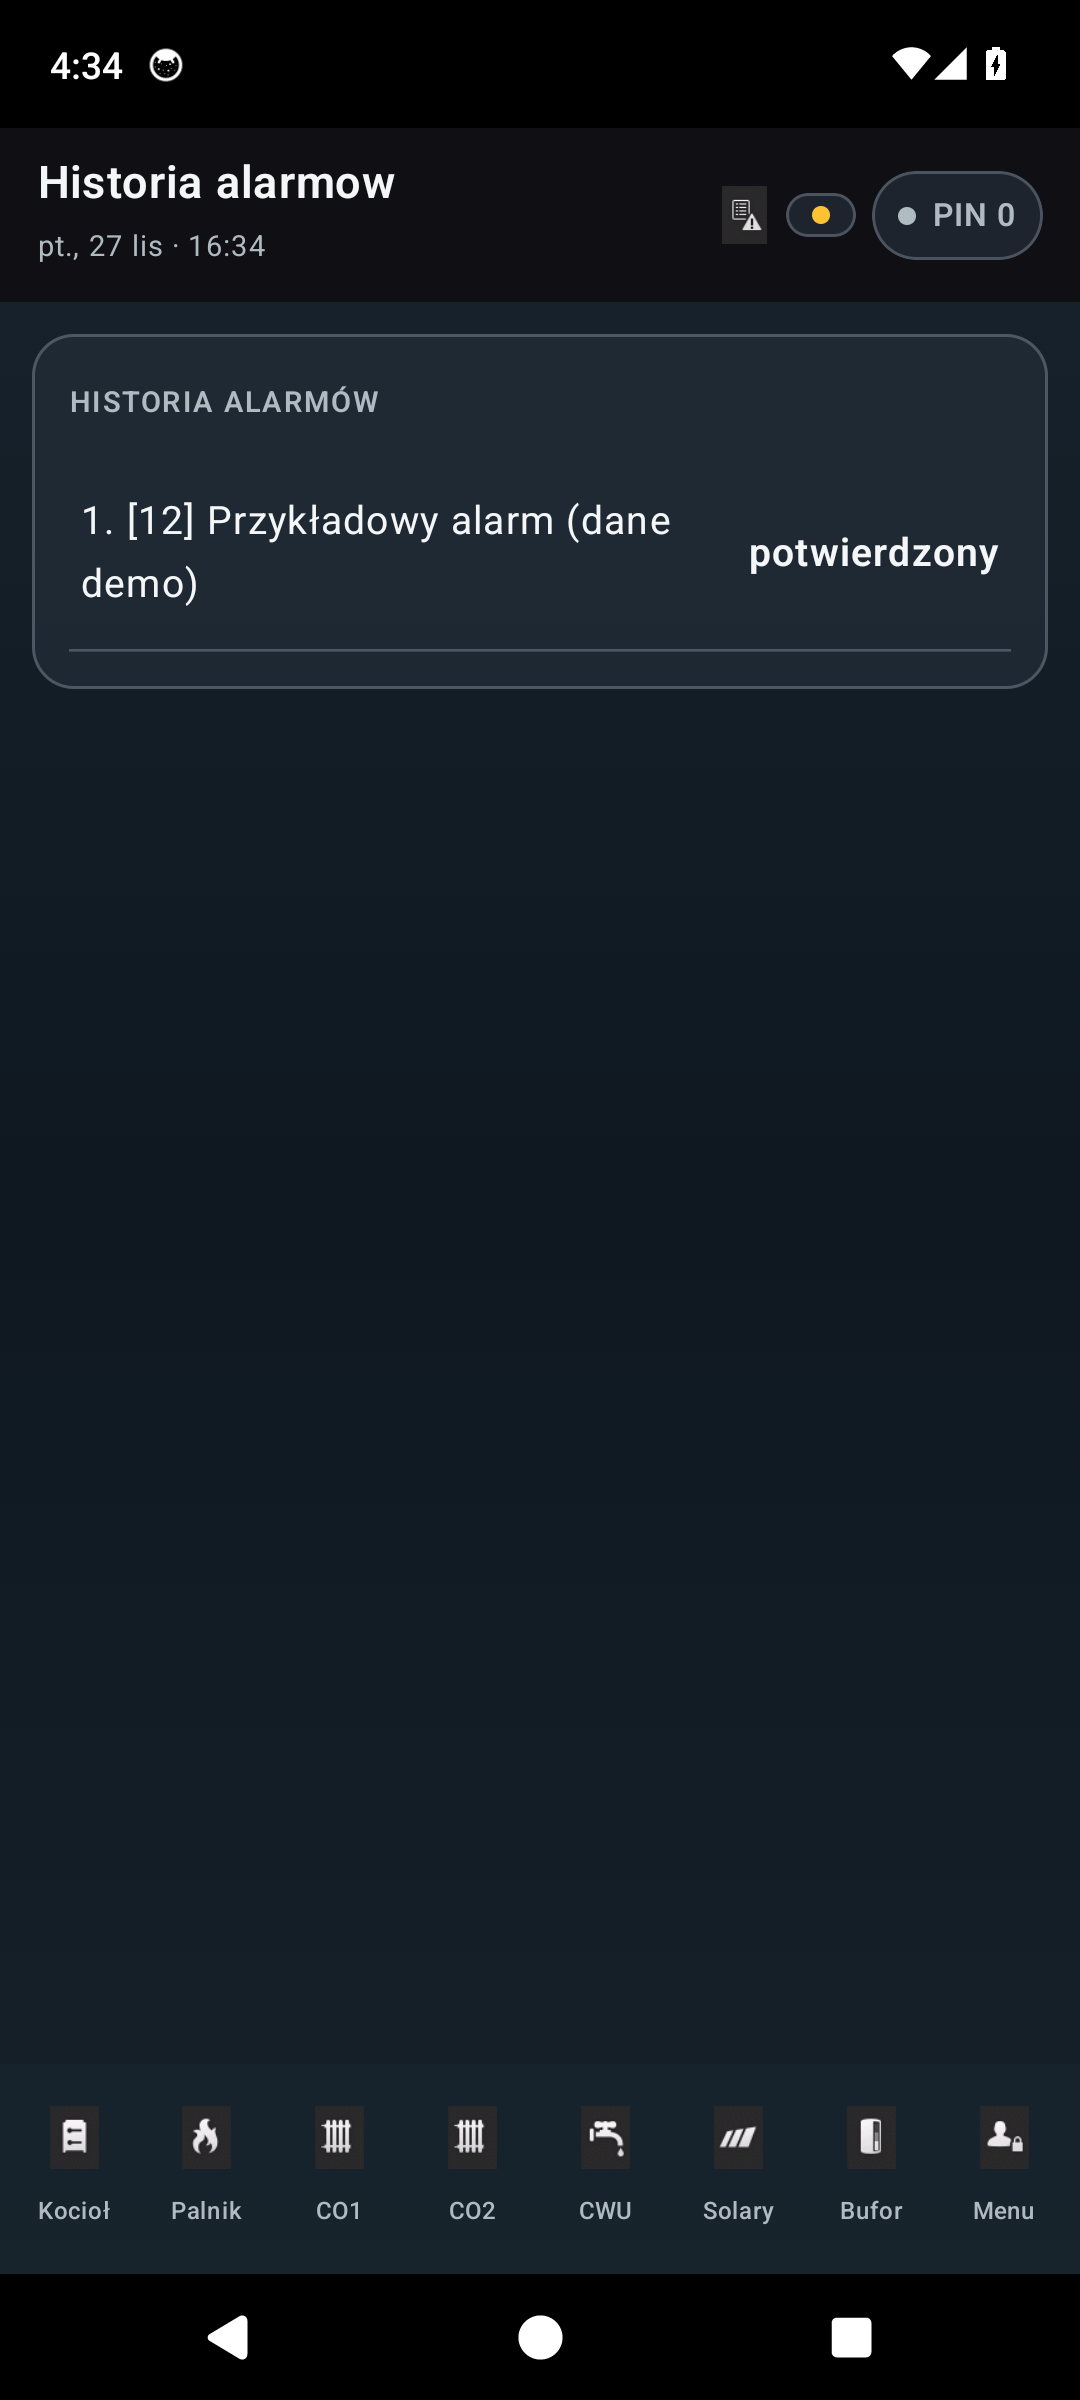 4:34
Historia alarmow
pt., 27 lis · 16:34
PIN 0
HISTORIA ALARMÓW
1. [12] Przykładowy alarm (dane
demo)
potwierdzony
Kocioł
Palnik
CO1
CO2
CWU
Solary
Bufor
Menu